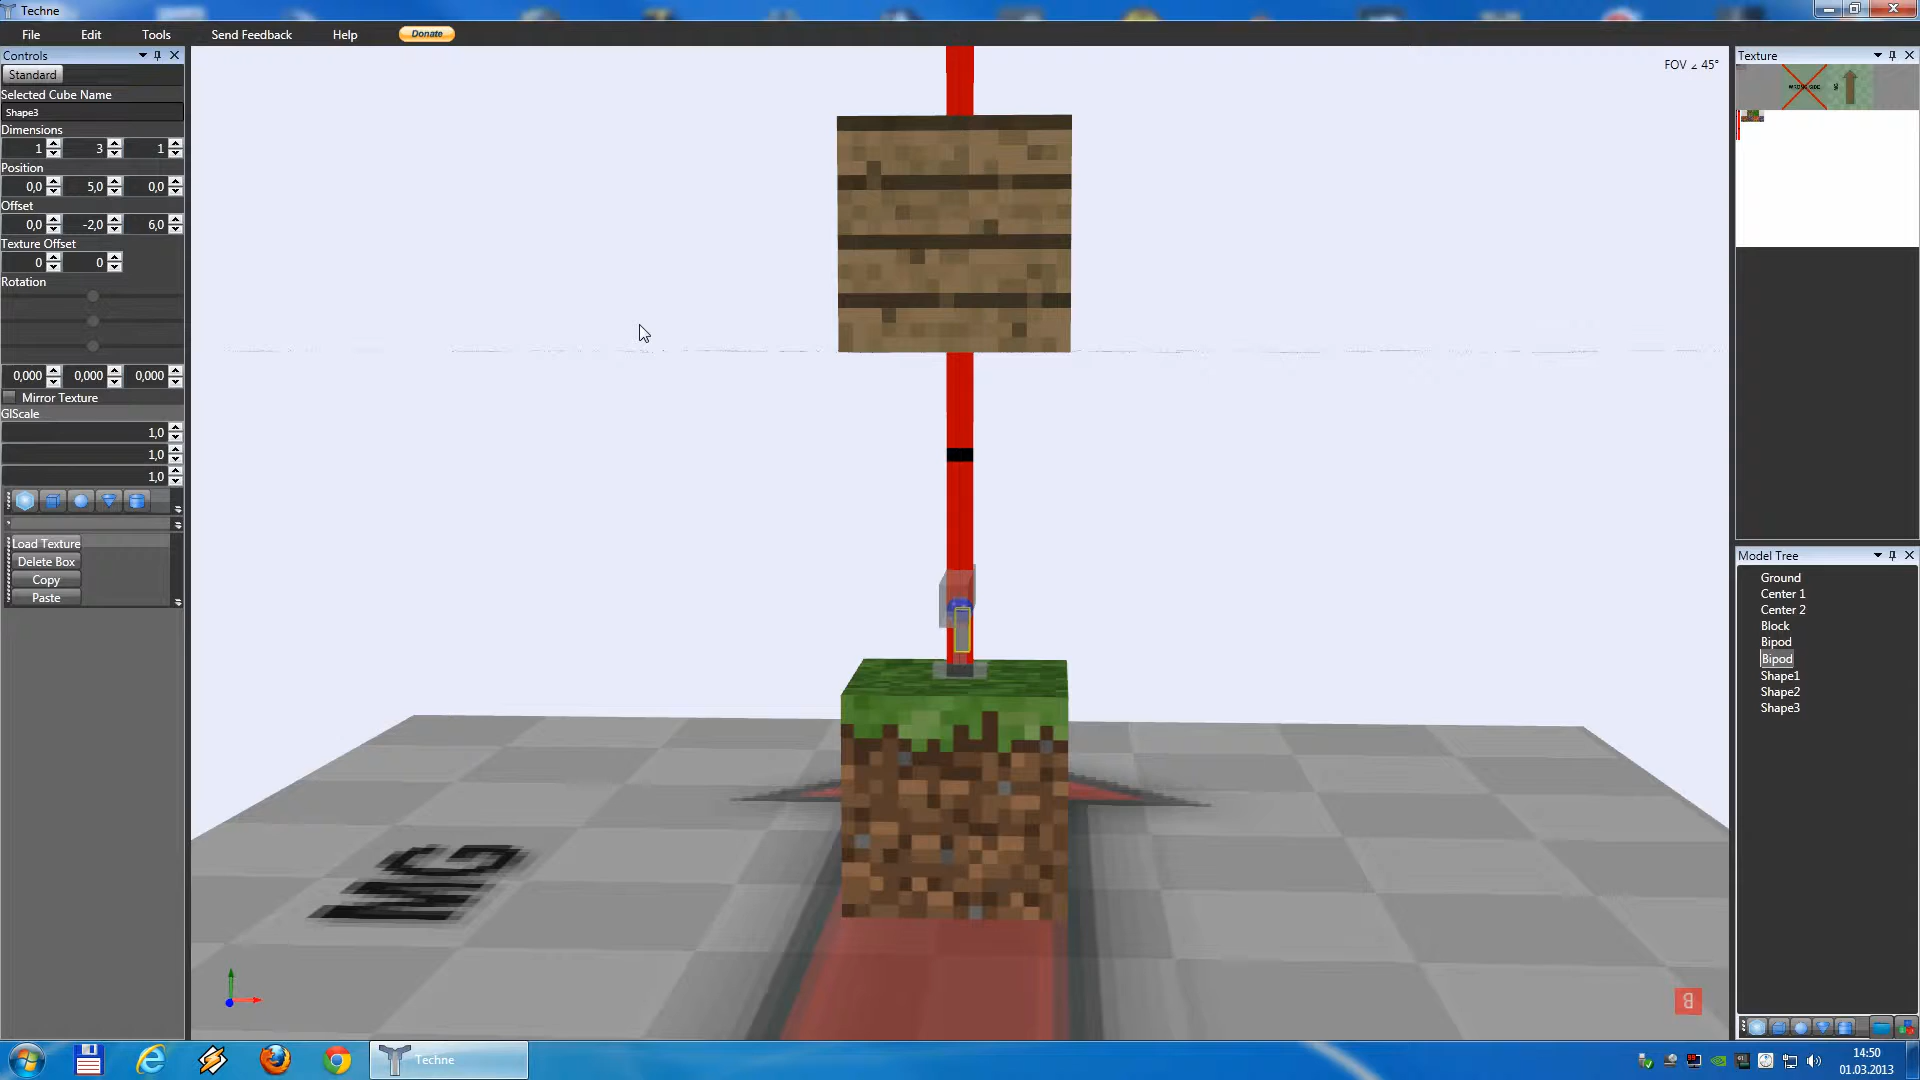 Techne
File Edit Tools Send Feedback Help Donate
Controls
Standard
Selected Cube Name
Shape3
Dimensions
1 3 1
Position
0,0 5,0 0,0
Offset
0,0 -2,0 6,0
Texture Offset
0 0
Rotation
0,000 0,000 0,000
Mirror Texture
GlScale
1,0
1,0
1,0
Load Texture
Delete Box
Copy
Paste
FOV ∠ 45°
Texture
Model Tree
Ground
Center 1
Center 2
Block
Bipod
Bipod
Shape1
Shape2
Shape3
Techne
14:50
01.03.2013